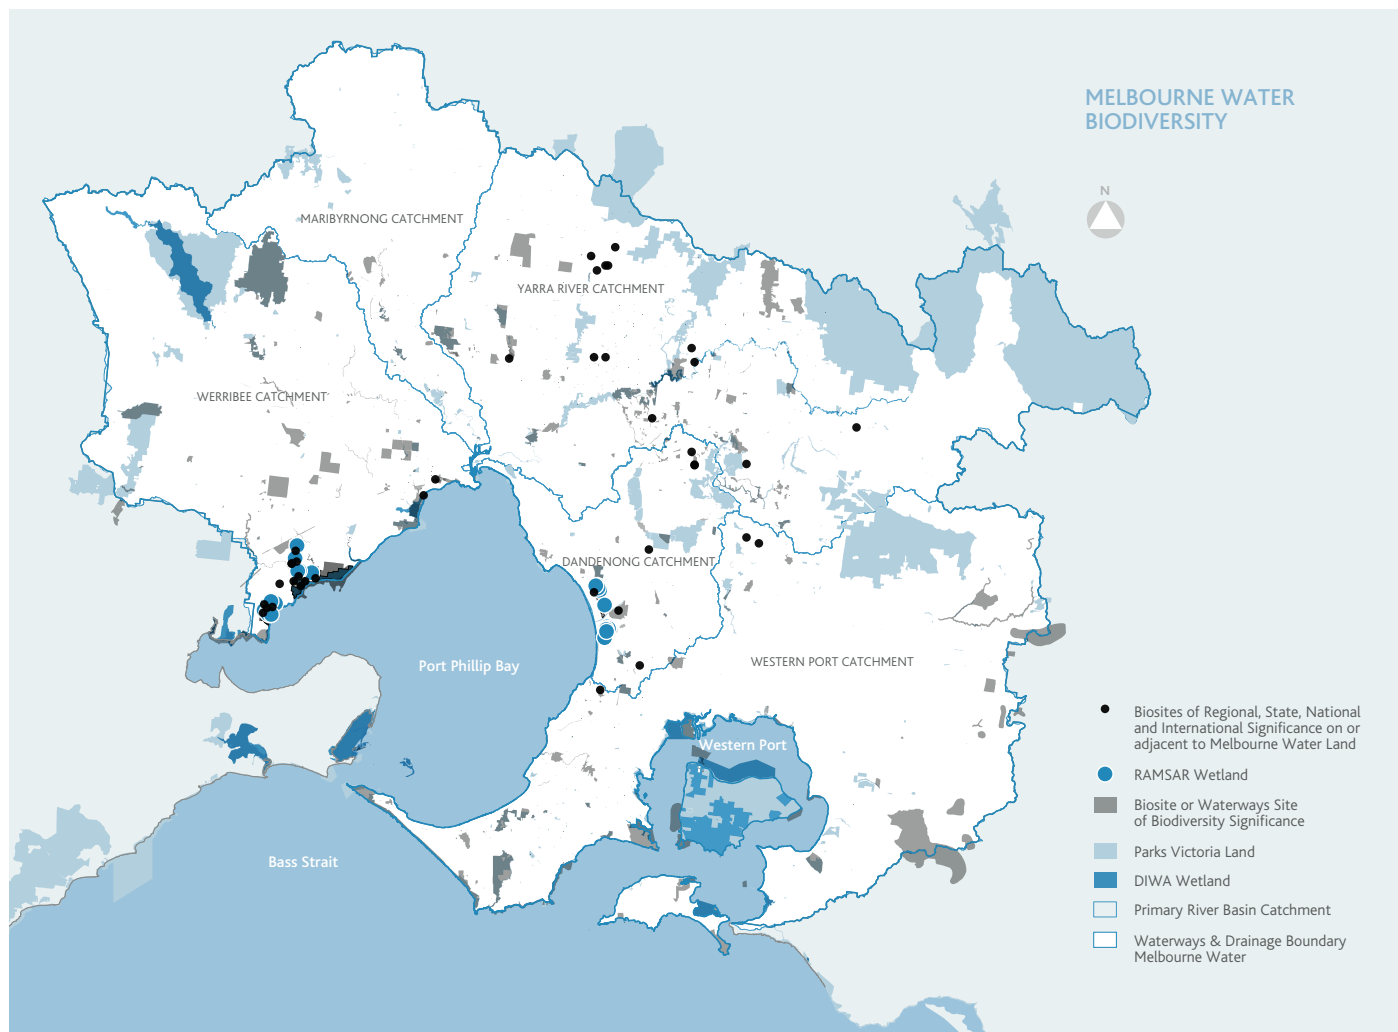 MELBOURNE WATER
BIODIVERSITY
N
MARIBYRNONG CATCHMENT
YARRA RIVER CATCHMENT
WERRIBEE CATCHMENT
DANDENONG CATCHMENT
Port Phillip Bay
WESTERN PORT CATCHMENT
Western Port
Bass Strait
Biosites of Regional, State, National
and International Significance on or
adjacent to Melbourne Water Land
RAMSAR Wetland
Biosite or Waterways Site
of Biodiversity Significance
Parks Victoria Land
DIWA Wetland
Primary River Basin Catchment
Waterways & Drainage Boundary
Melbourne Water